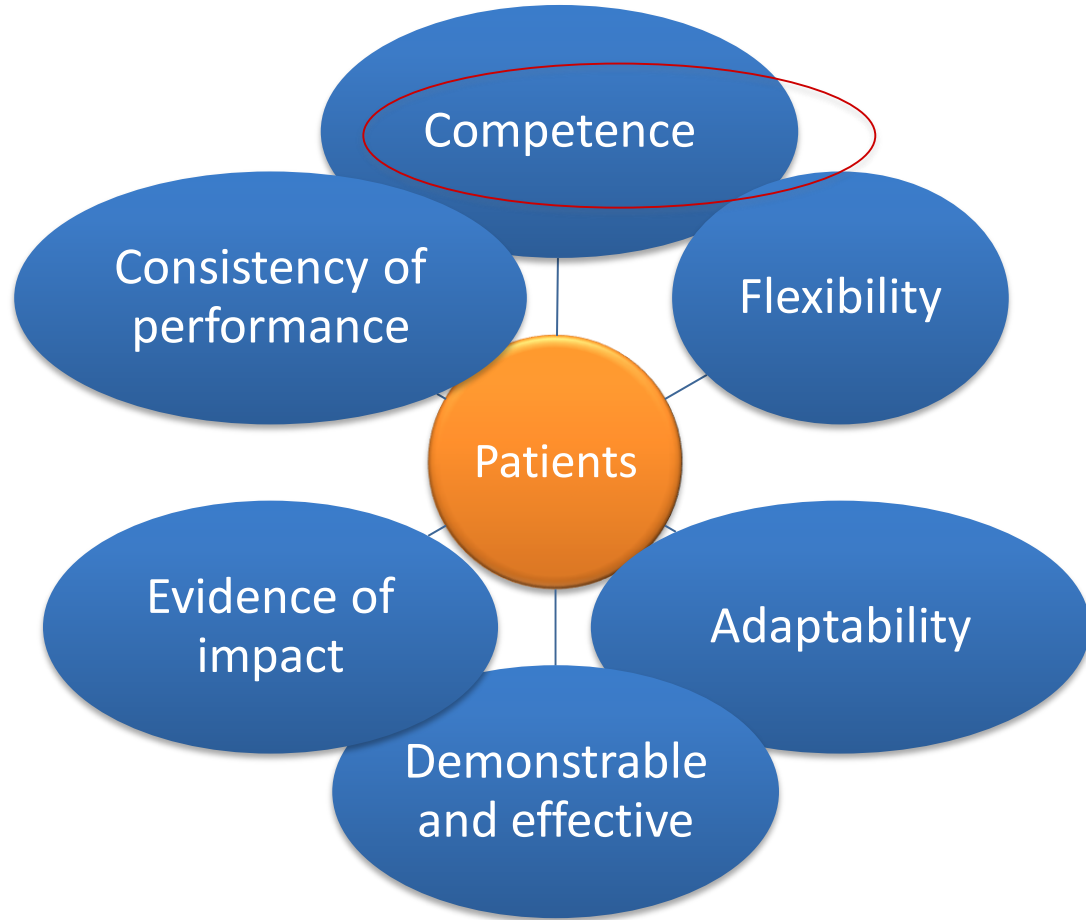 Competence
Consistency of
performance
Flexibility
Patients
Evidence of
impact
Adaptability
Demonstrable
and effective